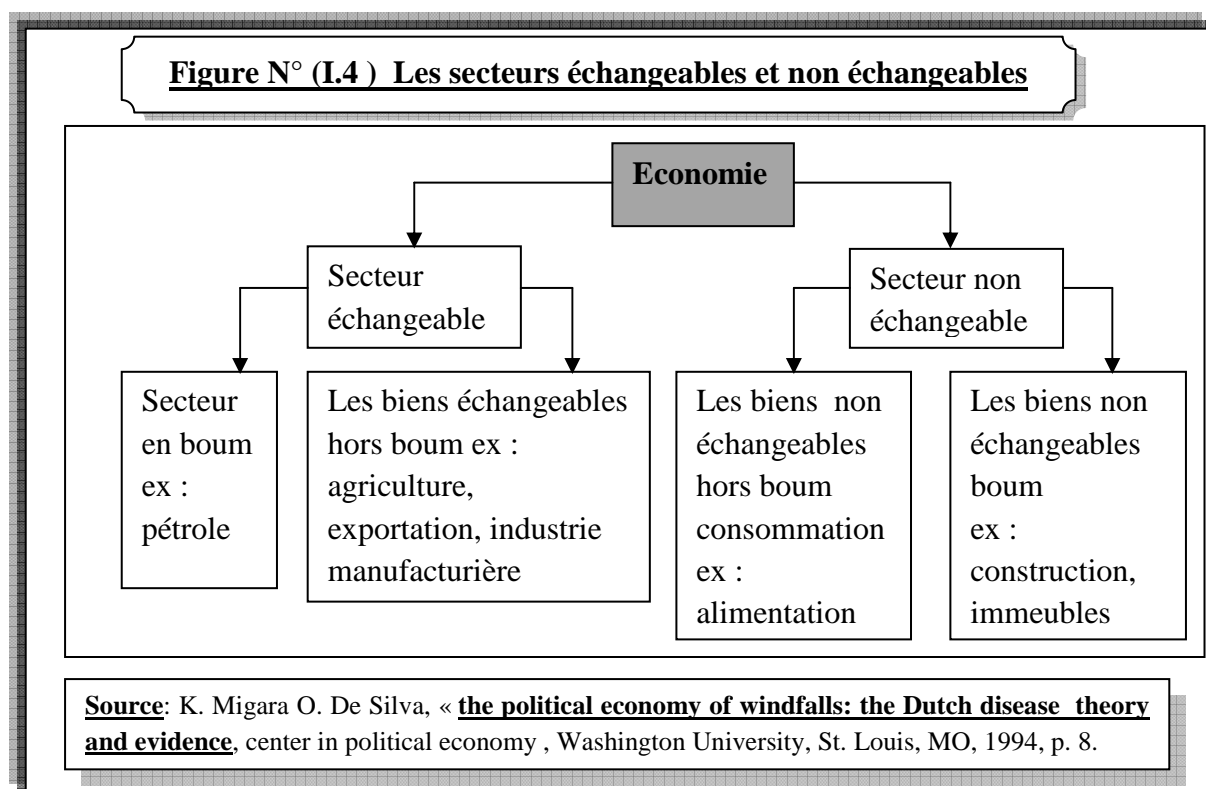 Figure N° (I.4 ) Les secteurs échangeables et non échangeables
Economie
Secteur
échangeable
Secteur non
échangeable
Secteur
en boum
ex :
pétrole
Les biens échangeables
hors boum ex :
agriculture,
exportation, industrie
manufacturière
Les biens non
échangeables
hors boum
consommation
ex :
alimentation
Les biens non
échangeables
boum
ex :
construction,
immeubles
Source: K. Migara O. De Silva, « the political economy of windfalls: the Dutch disease theory
and evidence, center in political economy , Washington University, St. Louis, MO, 1994, p. 8.